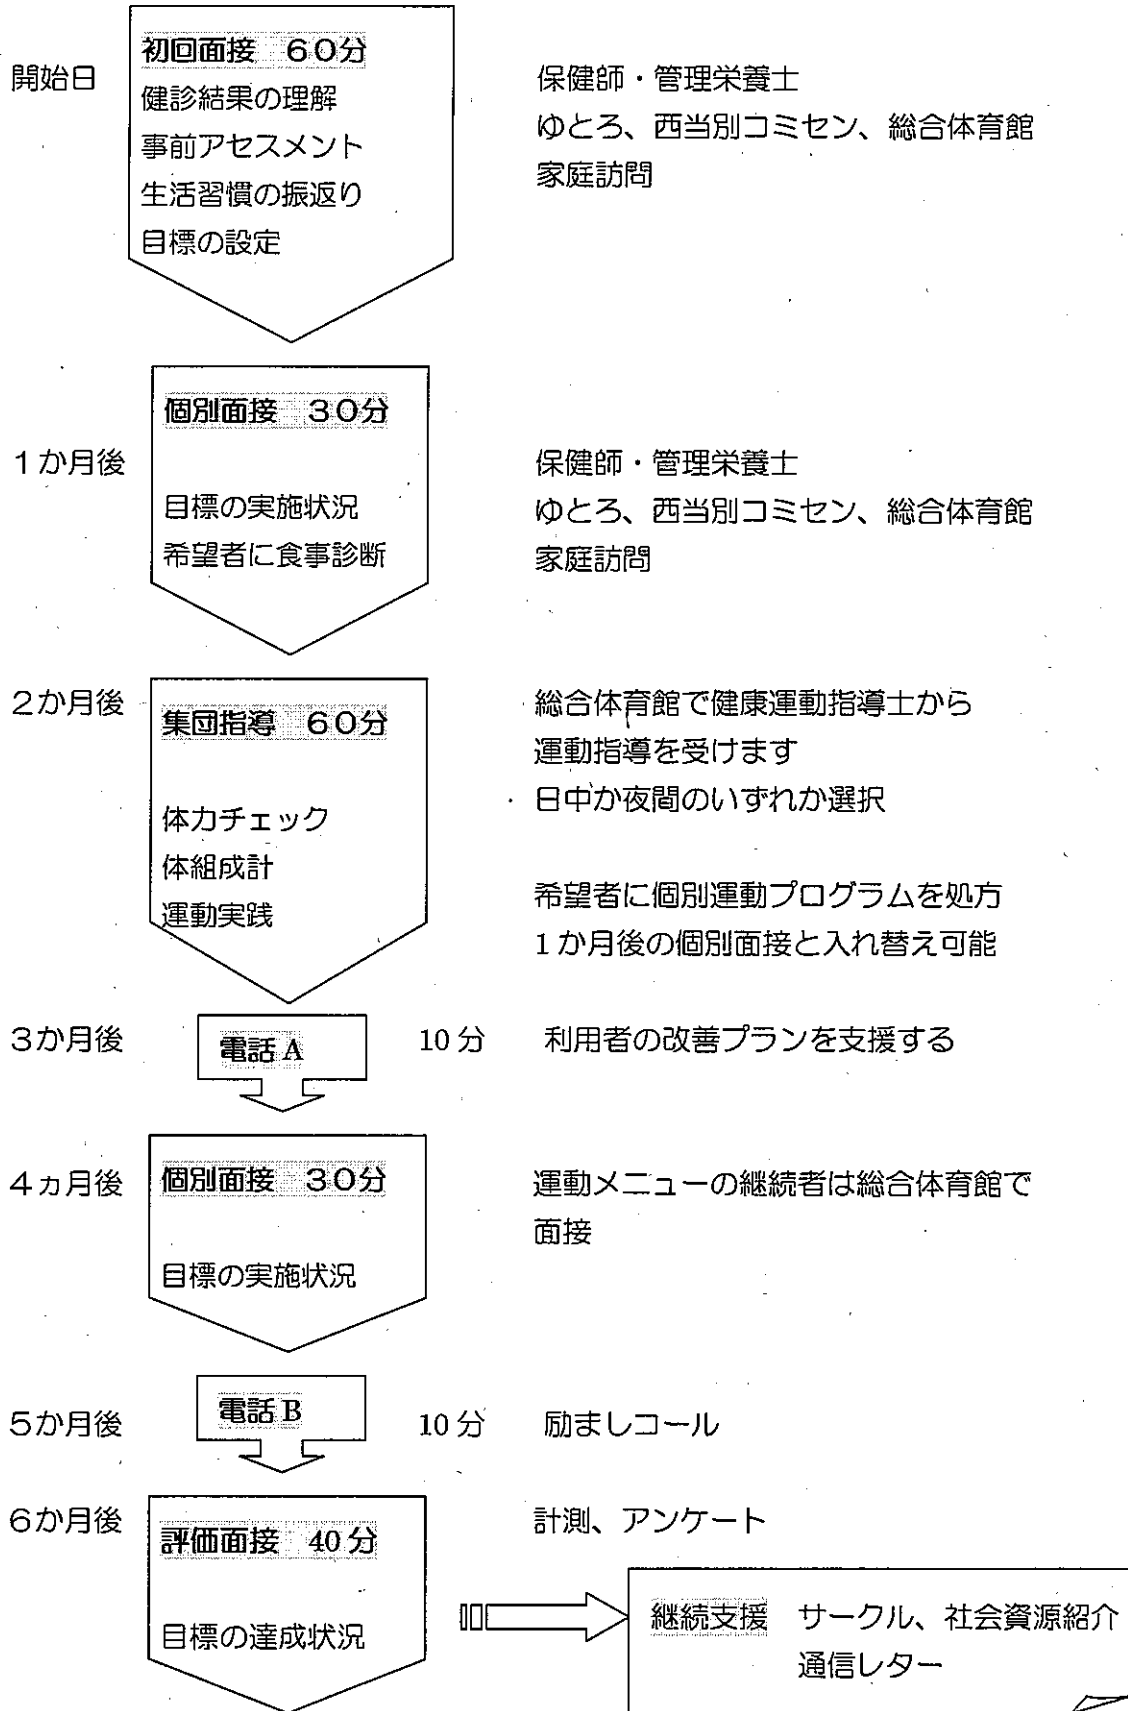 初回面接　６０分
開始日
健診結果の理解
事前アセスメント
生活習慣の振返り
目標の設定
保健師・管理栄養士
ゆとろ、西当別コミセン、総合体育館
家庭訪問
個別面接　３０分
１か月後
目標の実施状況
希望者に食事診断
保健師・管理栄養士
ゆとろ、西当別コミセン、総合体育館
家庭訪問
２か月後
集団指導　６０分
体力チェック
体組成計
運動実践
総合体育館で健康運動指導士から
運動指導を受けます
日中か夜間のいずれか選択
希望者に個別運動プログラムを処方
１か月後の個別面接と入れ替え可能
３か月後
電話 A
10 分
利用者の改善プランを支援する
４ヵ月後
個別面接　３０分
目標の実施状況
運動メニューの継続者は総合体育館で
面接
５か月後
電話 B
10 分
励ましコール
６か月後
評価面接　40 分
目標の達成状況
計測、アンケート
継続支援　サークル、社会資源紹介
通信レター